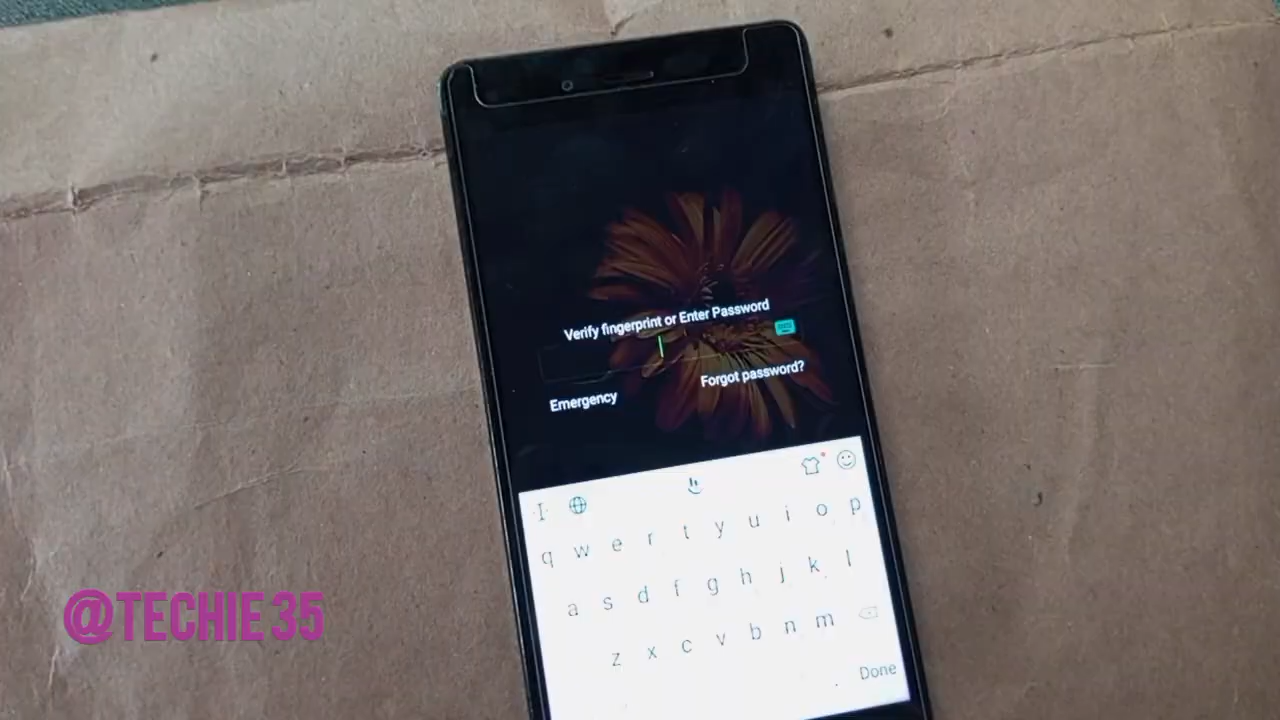 Verify fingerprint or Enter Password
Forgot password?
Emergency
q w e r t y u i o p
a s d f g h j k l
z x c v b n m
Done
@TECHIE 35